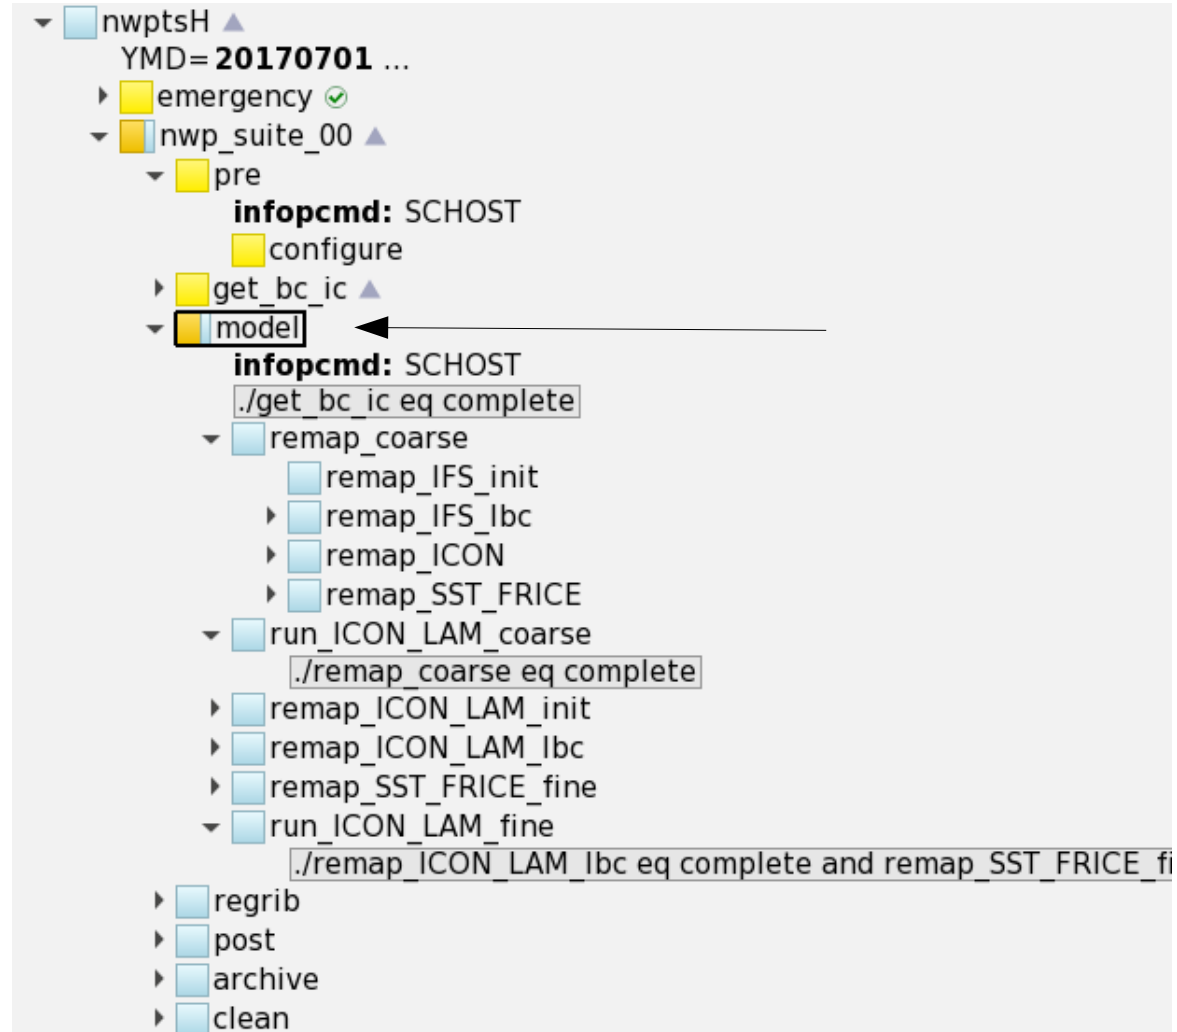 nwptsH
YMD=20170701 ...
emergency
nwp_suite_00
pre
infopcmd: SCHOST
configure
get_bc_ic
model
infopcmd: SCHOST
./get_bc_ic eq complete
remap_coarse
remap_IFS_init
remap_IFS_lbc
remap_ICON
remap_SST_FRICE
run_ICON_LAM_coarse
./remap_coarse eq complete
remap_ICON_LAM_init
remap_ICON_LAM_lbc
remap_SST_FRICE_fine
run_ICON_LAM_fine
./remap_ICON_LAM_lbc eq complete and remap_SST_FRICE_fi
regrib
post
archive
clean